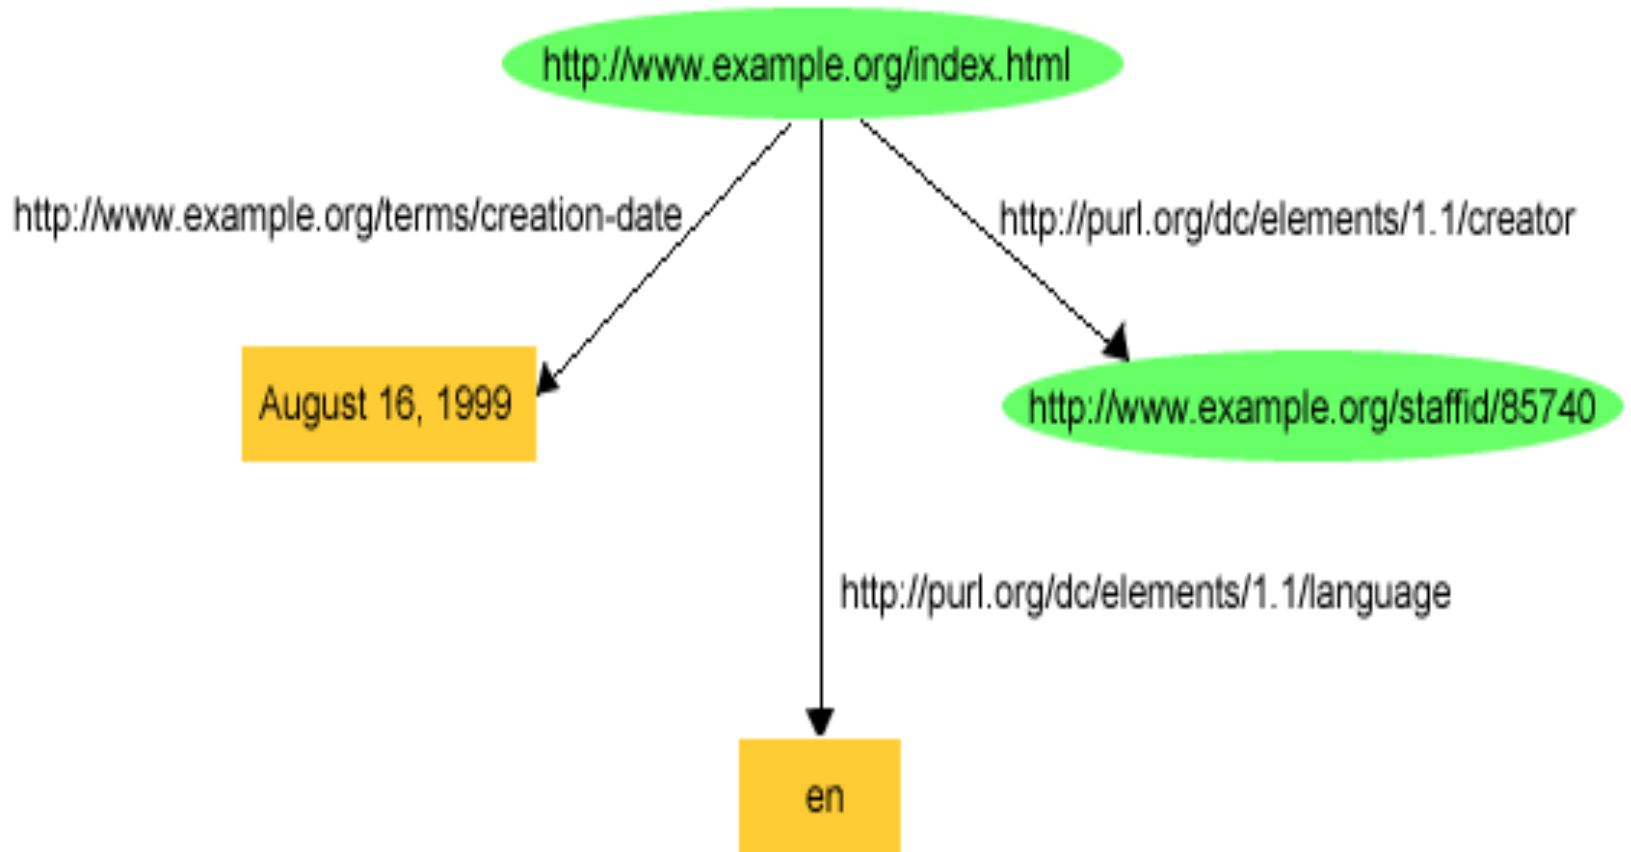 http://www.example.org/index.html
http://www.example.org/terms/creation-date
http://purl.org/dc/elements/1.1/creator
August 16, 1999
http://www.example.org/staffid/85740
http://purl.org/dc/elements/1.1/language
en